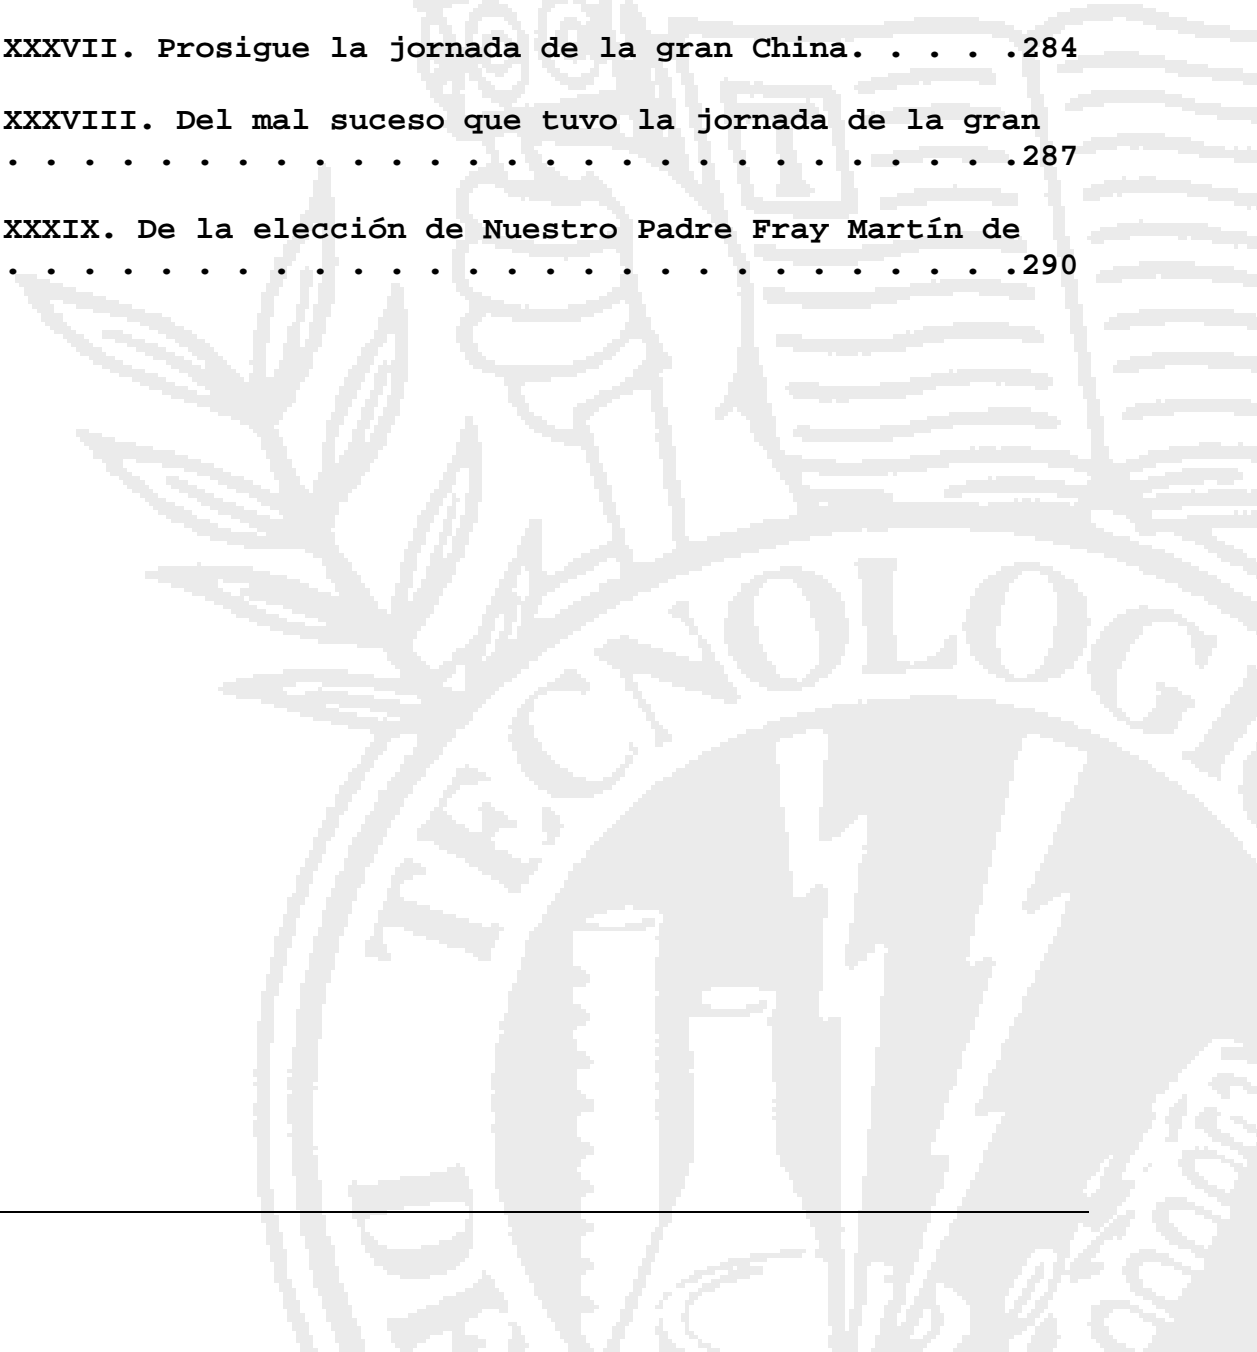 XXXVII. Prosigue la jornada de la gran China. . . . .284
XXXVIII. Del mal suceso que tuvo la jornada de la gran
. . . . . . . . . . . . . . . . . . . . . . . . . . .287
XXXIX. De la elección de Nuestro Padre Fray Martín de
. . . . . . . . . . . . . . . . . . . . . . . . . . .290
TECNOLOGI